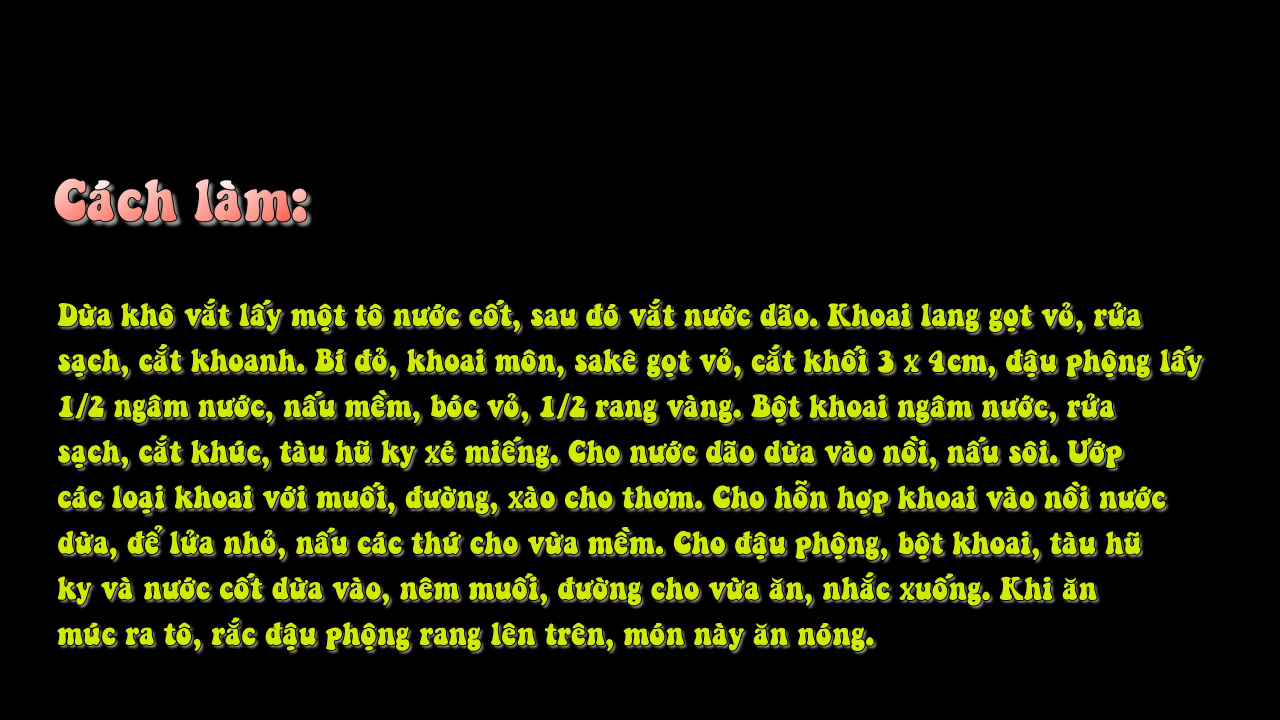 Cách làm:
Dừa khô vắt lấy một tô nước cốt, sau đó vắt nước dão. Khoai lang gọt vỏ, rửa
sạch, cắt khoanh. Bí đỏ, khoai môn, sakê gọt vỏ, cắt khối 3 x 4cm, đậu phộng lấy
1/2 ngâm nước, nấu mềm, bóc vỏ, 1/2 rang vàng. Bột khoai ngâm nước, rửa
sạch, cắt khúc, tàu hũ ky xé miếng. Cho nước dão dừa vào nồi, nấu sôi. Ướp
các loại khoai với muối, đường, xào cho thơm. Cho hỗn hợp khoai vào nồi nước
dừa, để lửa nhỏ, nấu các thứ cho vừa mềm. Cho đậu phộng, bột khoai, tàu hũ
ky và nước cốt dừa vào, nêm muối, đường cho vừa ăn, nhắc xuống. Khi ăn
múc ra tô, rắc đậu phộng rang lên trên, món này ăn nóng.